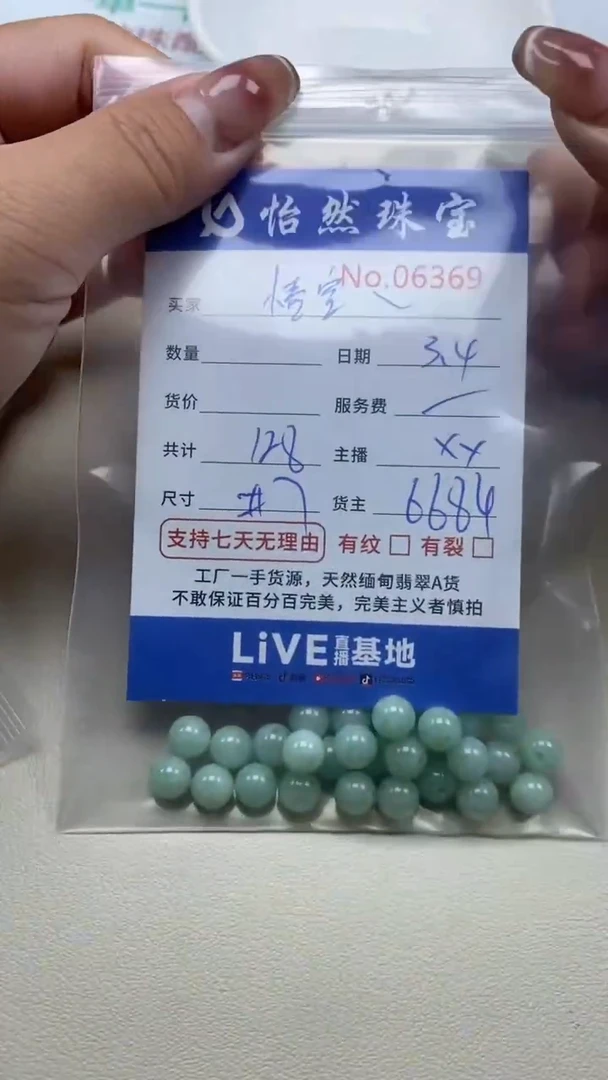 怡然珠宝
No.06369
买家 悟空
数量 日期 3.4
货价 服务费
共计 128 主播 xx
尺寸 #7 货主 6684
支持七天无理由 有纹 □ 有裂 □
工厂一手货源，天然缅甸翡翠A货
不敢保证百分百完美，完美主义者慎拍
LiVE直播基地